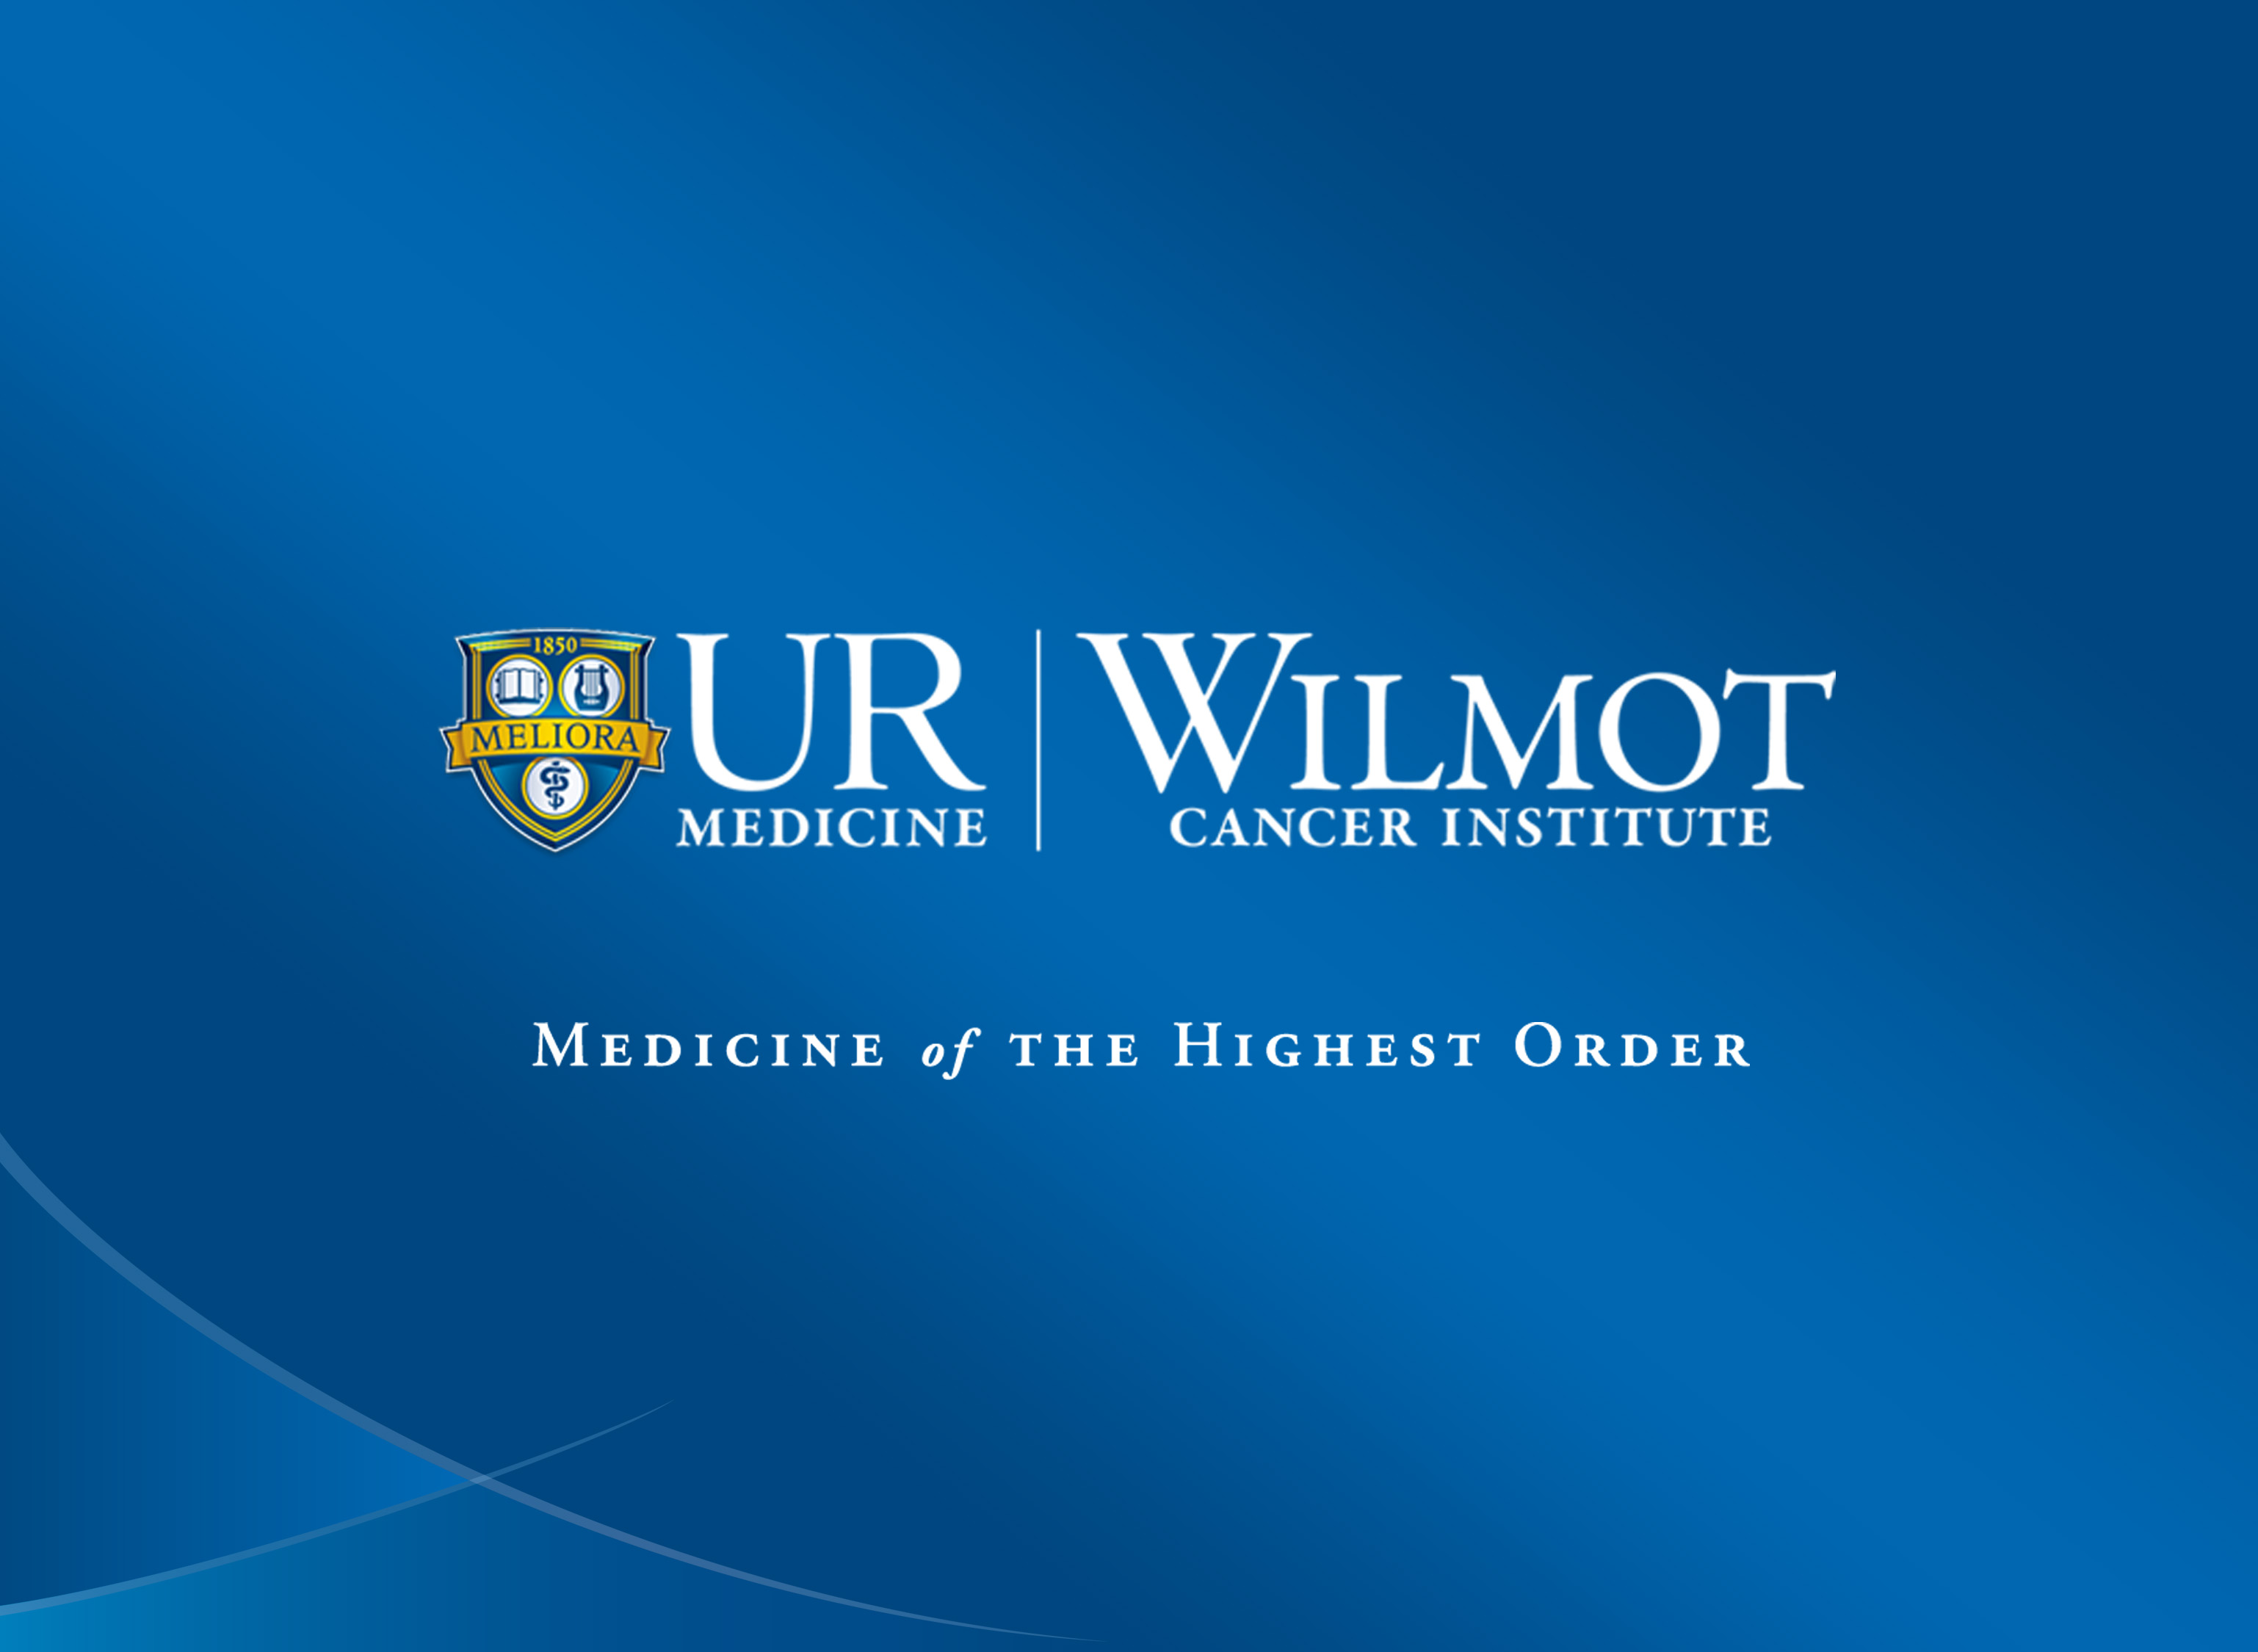 1850
MELIORA
UR
MEDICINE
WILMOT
CANCER INSTITUTE
MEDICINE of THE HIGHEST ORDER